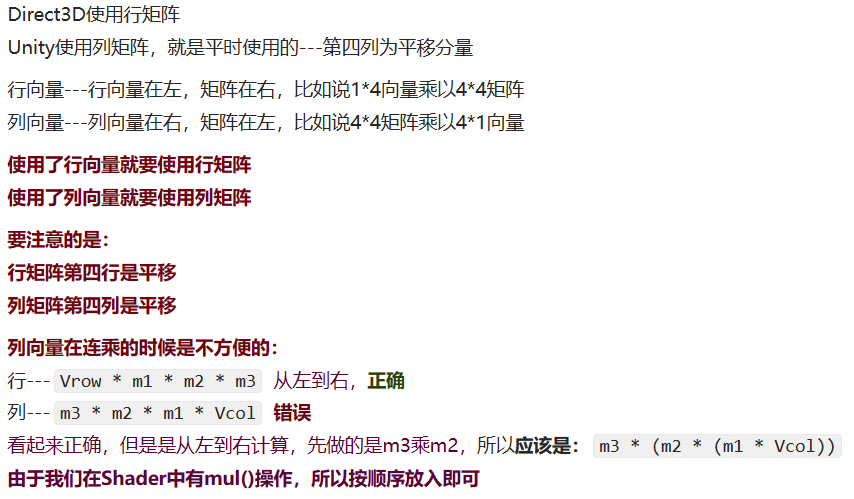 Direct3D使用行矩阵
Unity使用列矩阵，就是平时使用的---第四列为平移分量
行向量---行向量在左，矩阵在右，比如说1*4向量乘以4*4矩阵
列向量---列向量在右，矩阵在左，比如说4*4矩阵乘以4*1向量
使用了行向量就要使用行矩阵
使用了列向量就要使用列矩阵
要注意的是：
行矩阵第四行是平移
列矩阵第四列是平移
列向量在连乘的时候是不方便的：
行--- Vrow * m1 * m2 * m3 从左到右，正确
列--- m3 * m2 * m1 * Vcol 错误
看起来正确，但是是从左到右计算，先做的是m3乘m2，所以应该是： m3 * (m2 * (m1 * Vcol))
由于我们在Shader中有mul()操作，所以按顺序放入即可